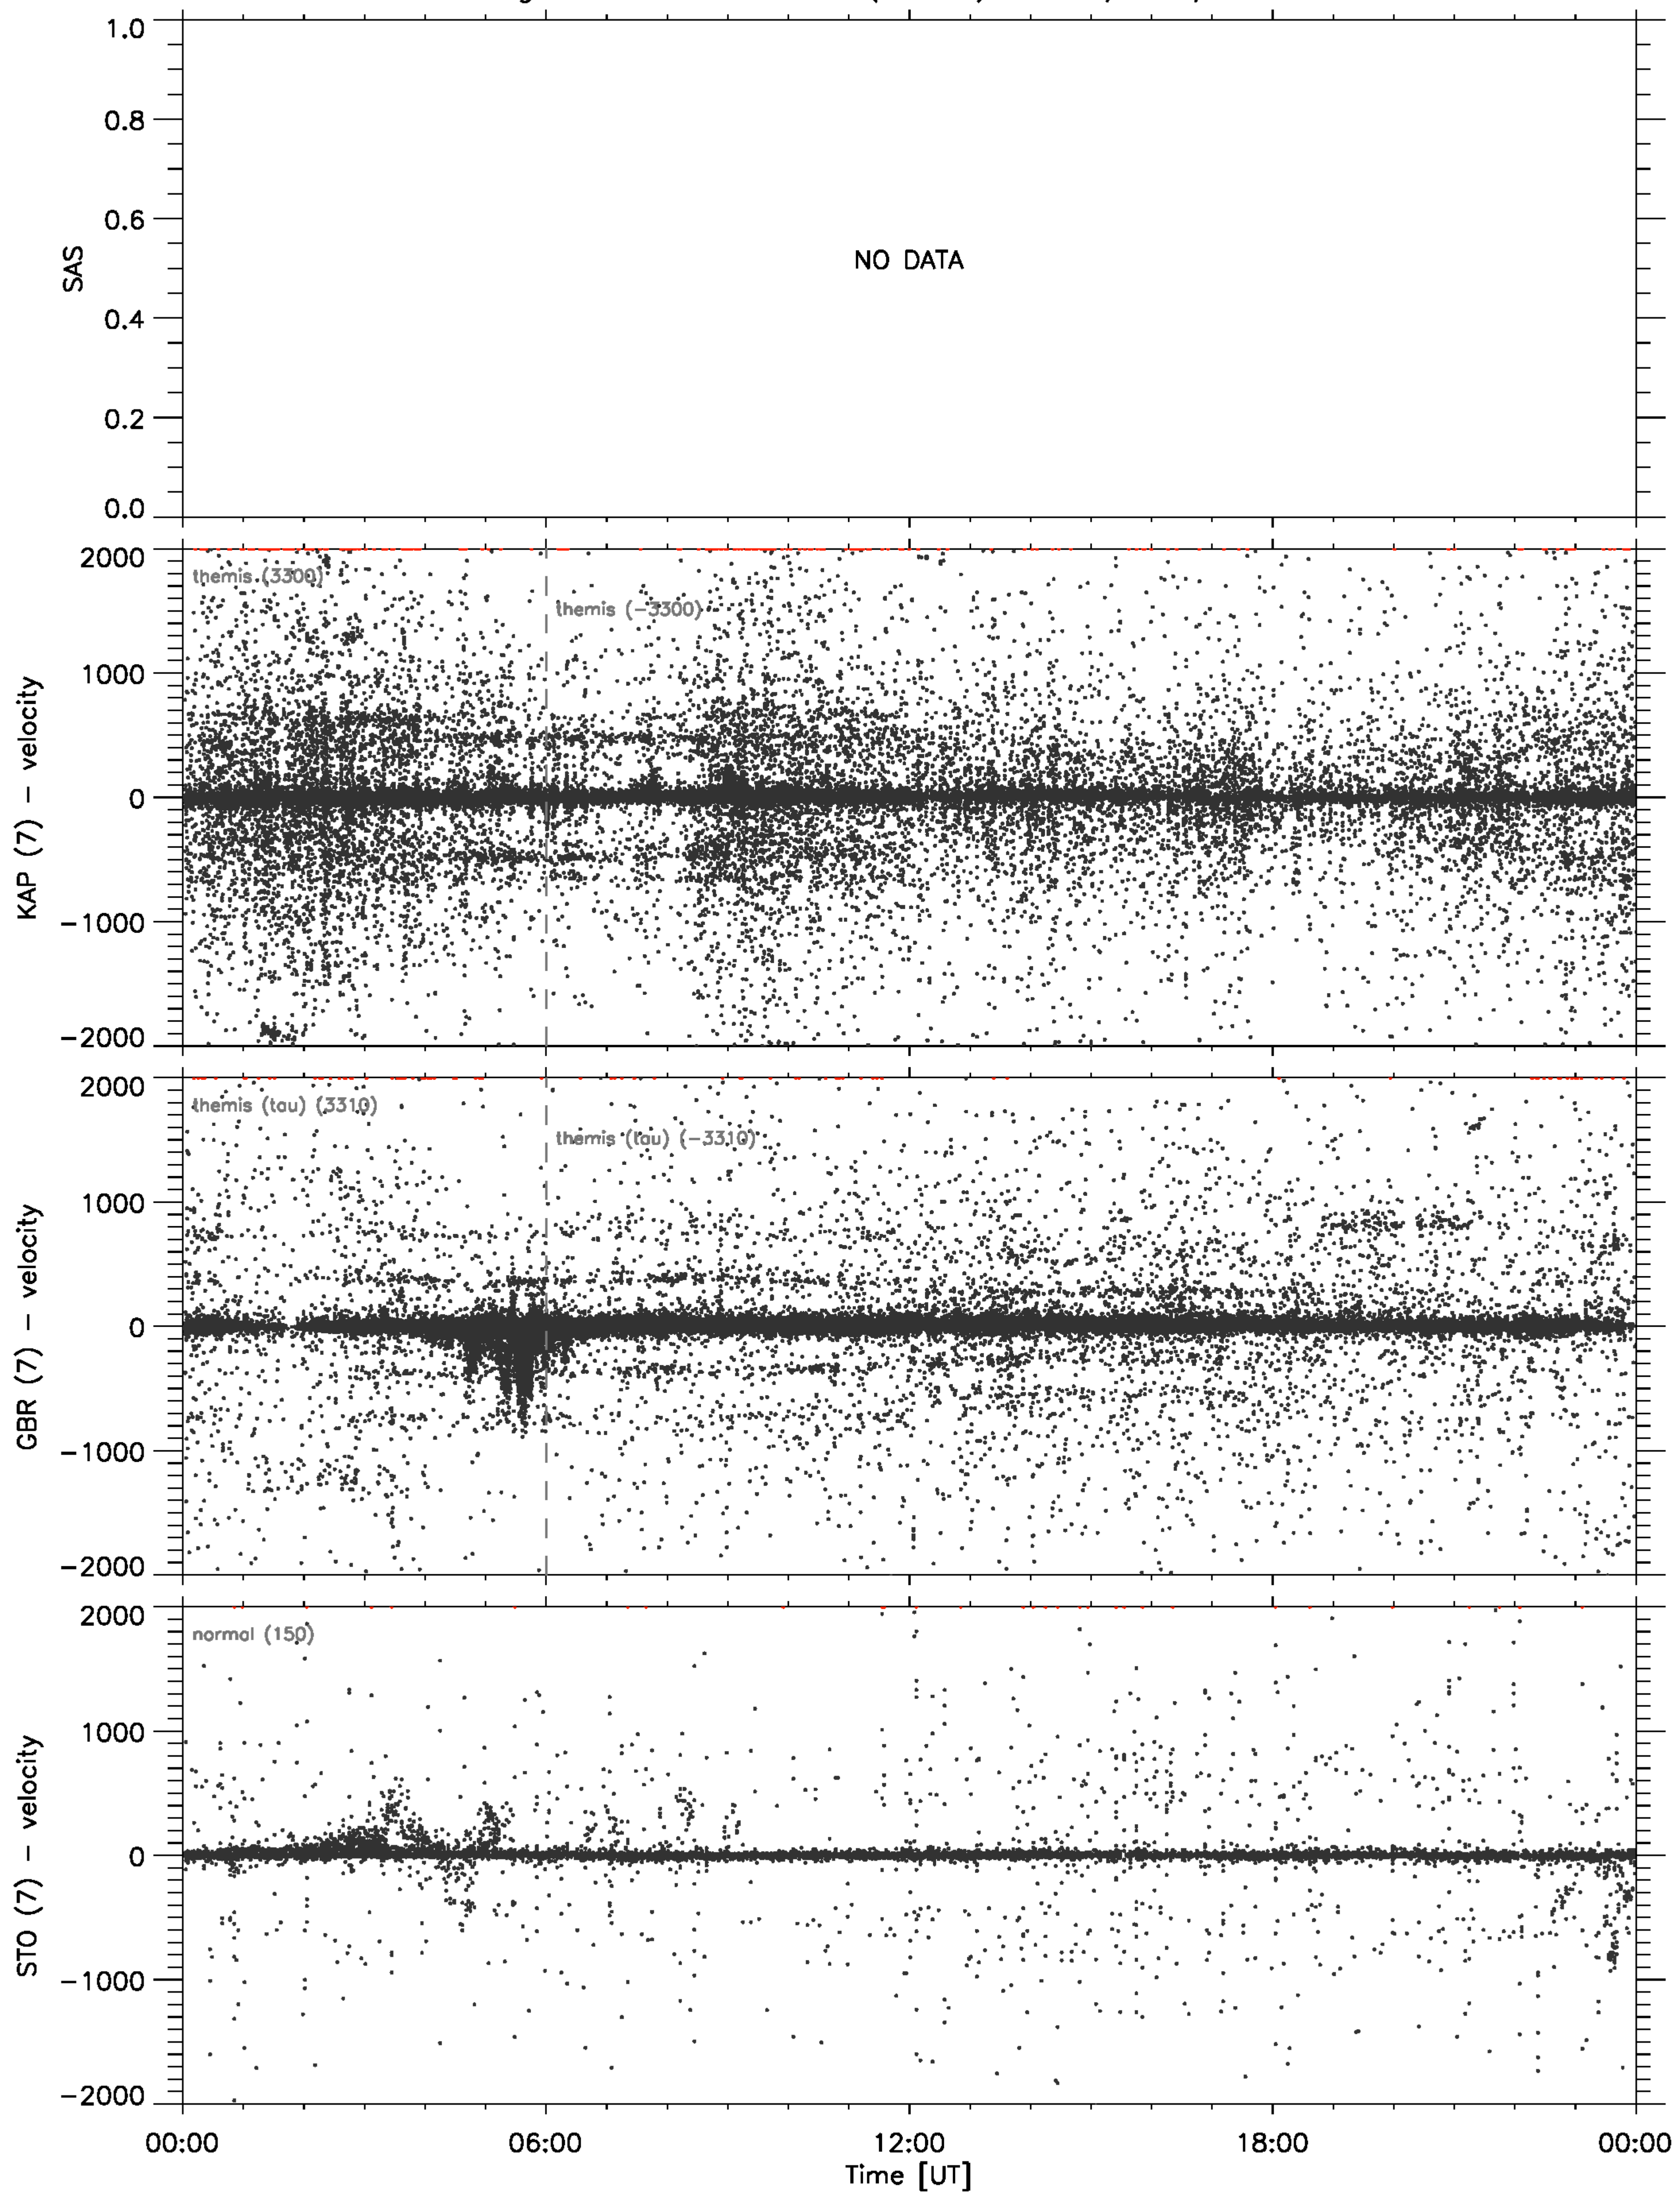 1.0
0.8
0.6
0.4
0.2
0.0
SAS
NO DATA
2000
1000
0
-1000
-2000
KAP (7) - velocity
themis (3300)
themis (-3300)
2000
1000
0
-1000
-2000
GBR (7) - velocity
themis (tau) (3310)
themis (tau) (-3310)
2000
1000
0
-1000
-2000
STO (7) - velocity
normal (150)
00:00 06:00 12:00 18:00 00:00
Time [UT]